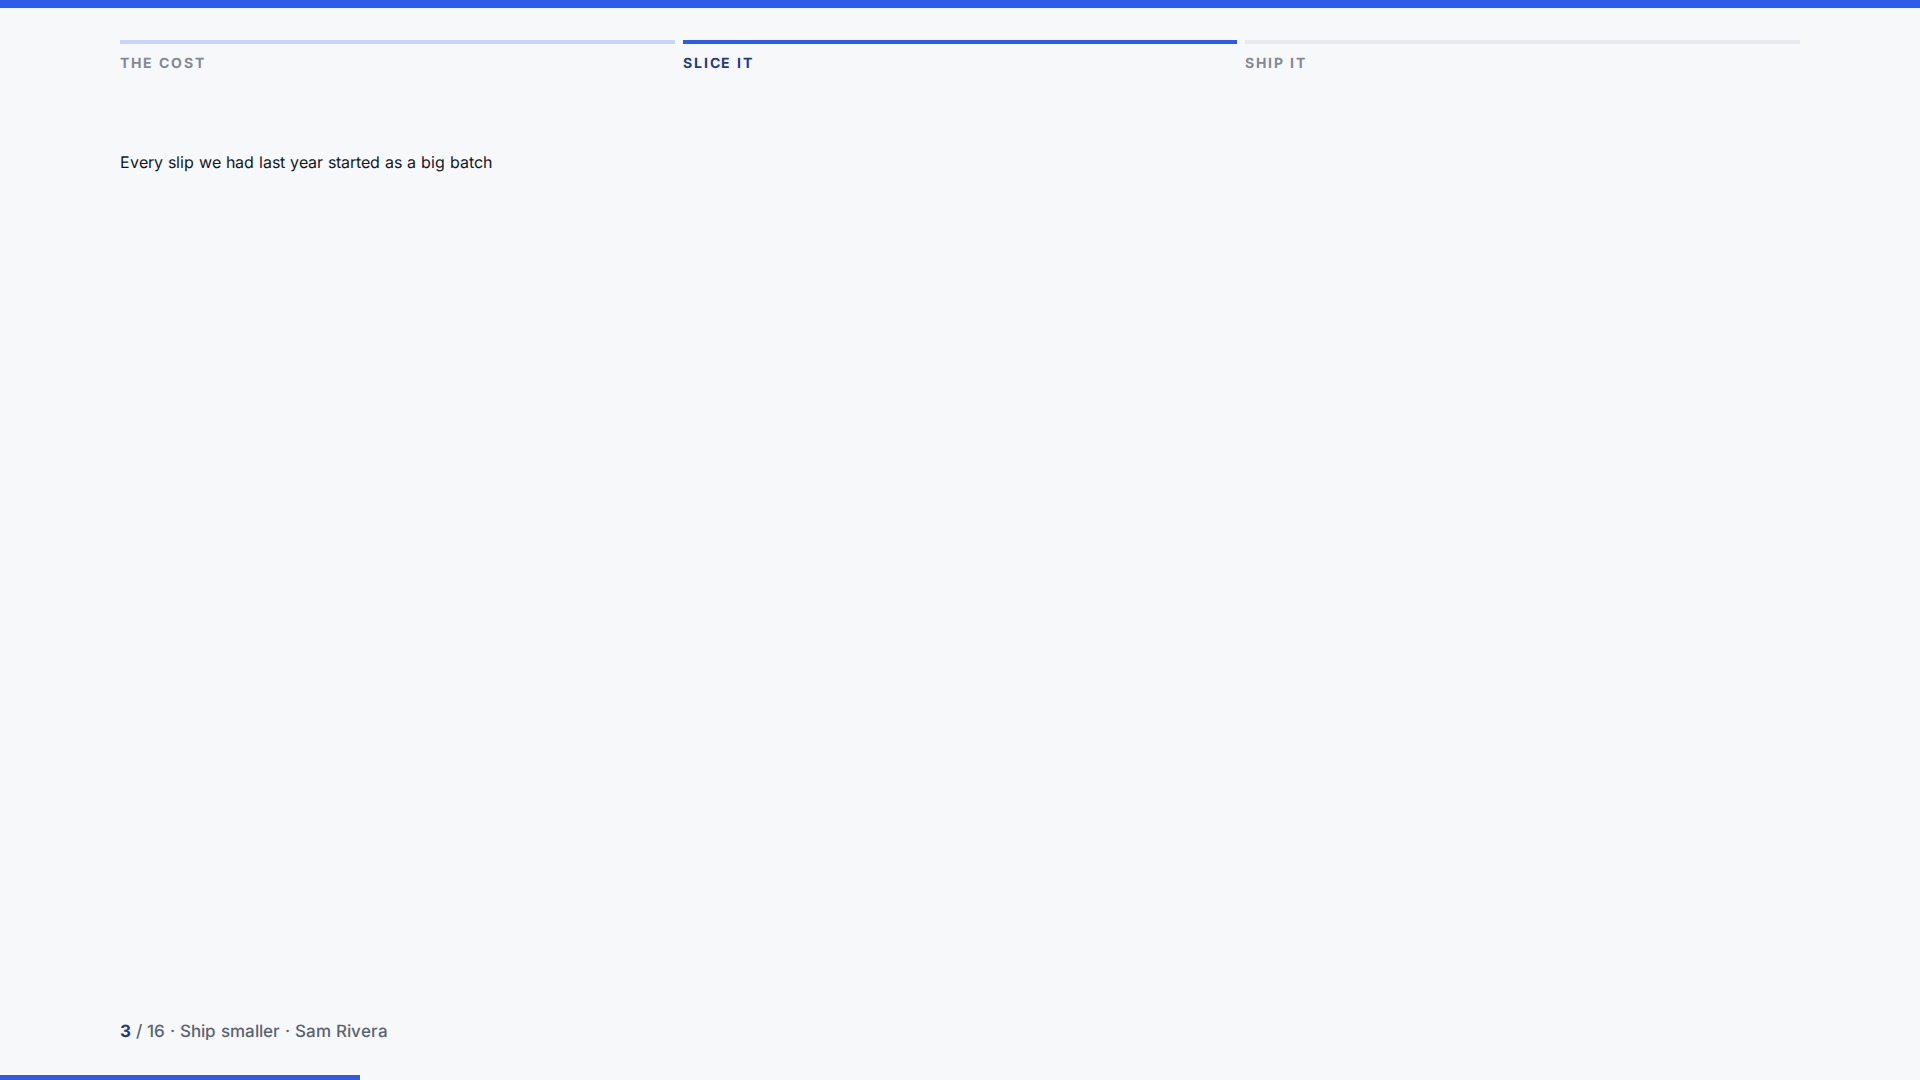 THE COST
SLICE IT
SHIP IT
Every slip we had last year started as a big batch
3 / 16 · Ship smaller · Sam Rivera